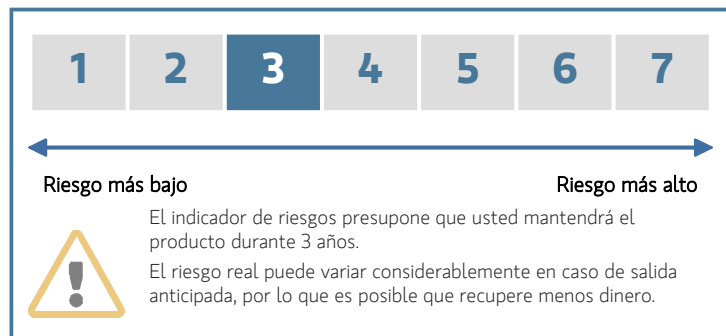 1 2 3 4 5 6 7
Riesgo más bajo Riesgo más alto
El indicador de riesgos presupone que usted mantendrá el
producto durante 3 años.
El riesgo real puede variar considerablemente en caso de salida
anticipada, por lo que es posible que recupere menos dinero.